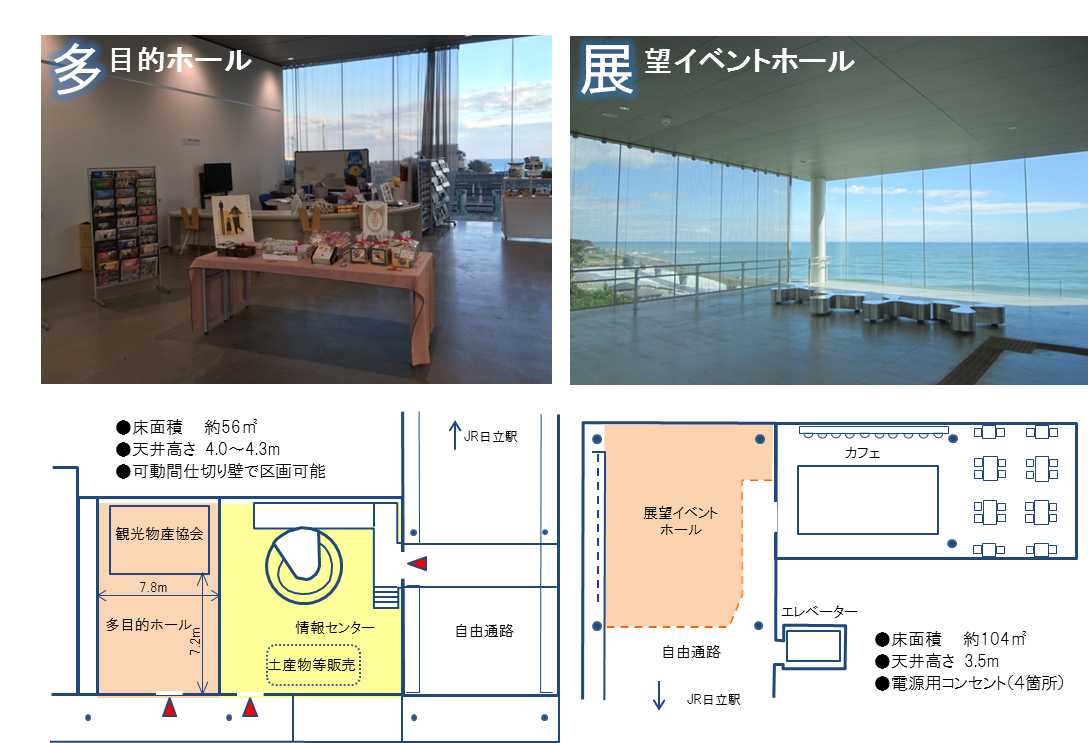 多目的ホール
展望イベントホール
●床面積　約56㎡
●天井高さ 4.0～4.3m
●可動間仕切り壁で区画可能
JR日立駅
観光物産協会
7.8m
多目的ホール
7.2m
情報センター
土産物等販売
自由通路
カフェ
展望イベント
ホール
エレベーター
自由通路
JR日立駅
●床面積　約104㎡
●天井高さ 3.5m
●電源用コンセント(4箇所)